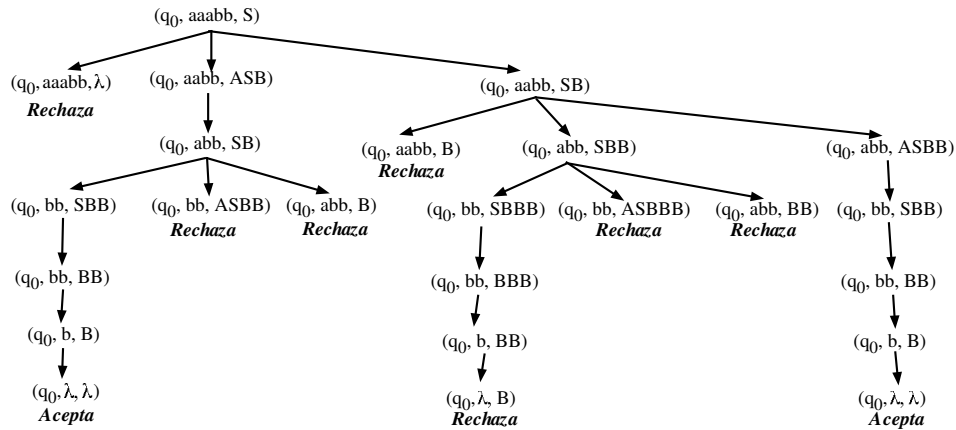 (q0, aaabb, S)
(q0, aaabb, λ) (q0, aabb, ASB) (q0, aabb, SB)
Rechaza
(q0, abb, SB) (q0, aabb, B) (q0, abb, SBB) (q0, abb, ASBB)
Rechaza
(q0, bb, SBB) (q0, bb, ASBB) (q0, abb, B) (q0, bb, SBBB) (q0, bb, ASBBB) (q0, abb, BB) (q0, bb, SBB)
Rechaza Rechaza Rechaza Rechaza
(q0, bb, BB) (q0, bb, BBB) (q0, bb, BB)
(q0, b, B) (q0, b, BB) (q0, b, B)
(q0, λ, λ) (q0, λ, B) (q0, λ, λ)
Acepta Rechaza Acepta